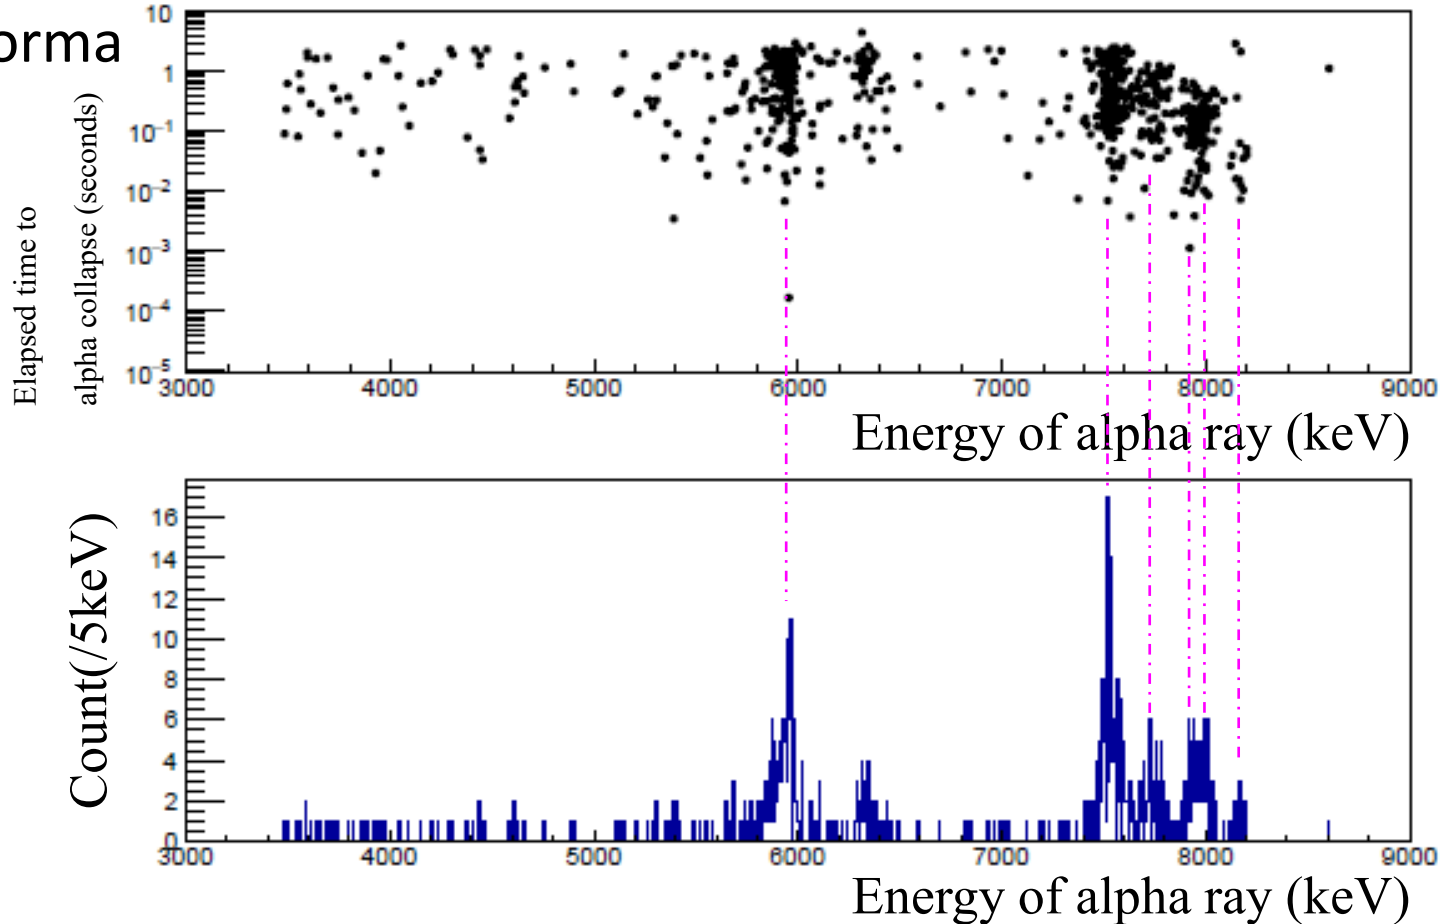 orma
10
1
10⁻¹
10⁻²
10⁻³
10⁻⁴
10⁻⁵
Elapsed time to
alpha collapse (seconds)
3000 4000 5000 6000 7000 8000 9000
Energy of alpha ray (keV)
16
14
12
10
8
6
4
2
0
Count(/5keV)
3000 4000 5000 6000 7000 8000 9000
Energy of alpha ray (keV)